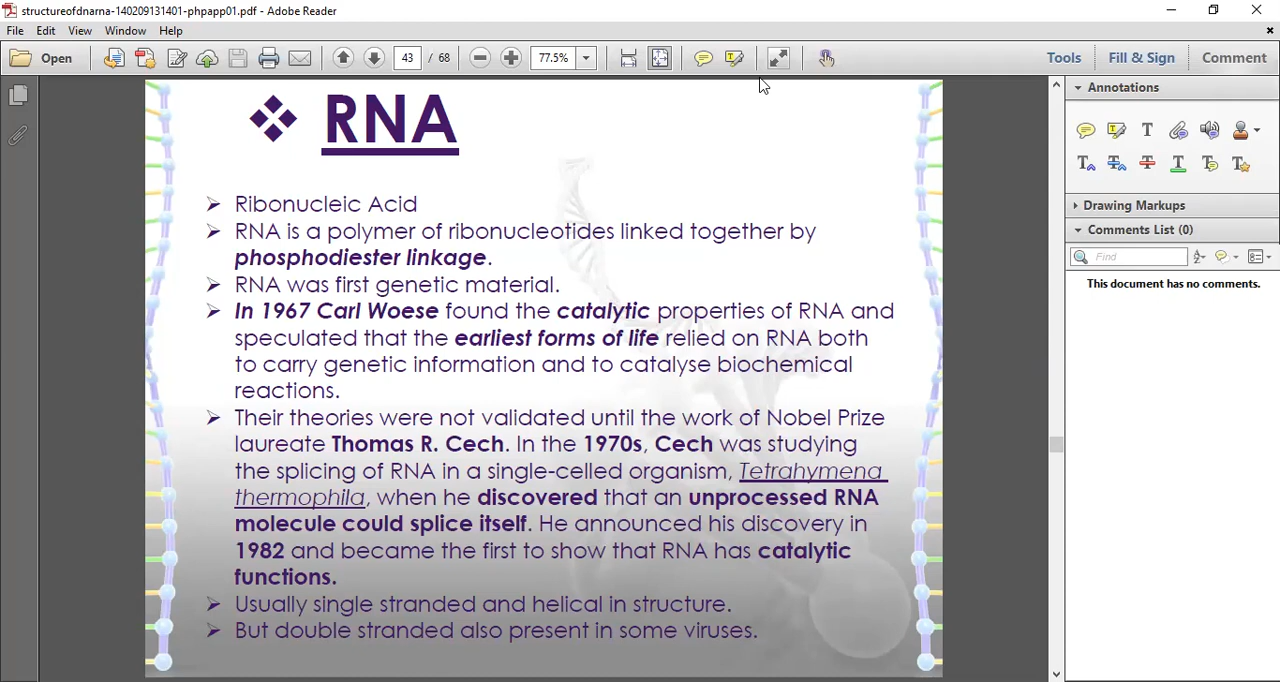 structureofdnarna-140209131401-phpapp01.pdf - Adobe Reader
File Edit View Window Help
Open 43 / 68 77.5% Tools Fill & Sign Comment
Annotations
Drawing Markups
Comments List (0)
Find
This document has no comments.
RNA
Ribonucleic Acid
RNA is a polymer of ribonucleotides linked together by
phosphodiester linkage.
RNA was first genetic material.
In 1967 Carl Woese found the catalytic properties of RNA and
speculated that the earliest forms of life relied on RNA both
to carry genetic information and to catalyse biochemical
reactions.
Their theories were not validated until the work of Nobel Prize
laureate Thomas R. Cech. In the 1970s, Cech was studying
the splicing of RNA in a single-celled organism, Tetrahymena
thermophila, when he discovered that an unprocessed RNA
molecule could splice itself. He announced his discovery in
1982 and became the first to show that RNA has catalytic
functions.
Usually single stranded and helical in structure.
But double stranded also present in some viruses.